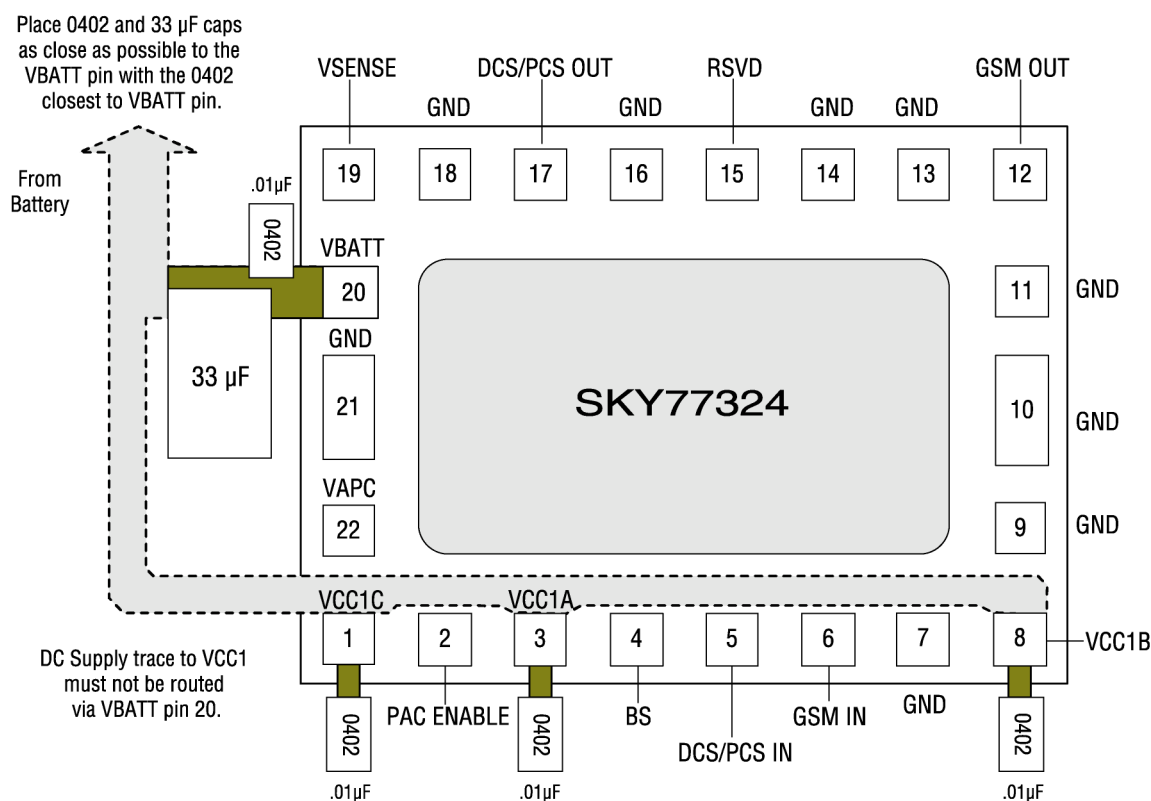 Place 0402 and 33 µF caps
as close as possible to the
VBATT pin with the 0402
closest to VBATT pin.
VSENSE
DCS/PCS OUT
RSVD
GSM OUT
GND
GND
GND
GND
From
Battery
.01µF
0402
19
18
17
16
15
14
13
12
VBATT
20
11
GND
GND
33 µF
21
SKY77324
10
GND
VAPC
22
9
GND
VCC1C
VCC1A
1
2
3
4
5
6
7
8
VCC1B
DC Supply trace to VCC1
must not be routed
via VBATT pin 20.
PAC ENABLE
BS
GSM IN
GND
DCS/PCS IN
0402
0402
0402
.01µF
.01µF
.01µF